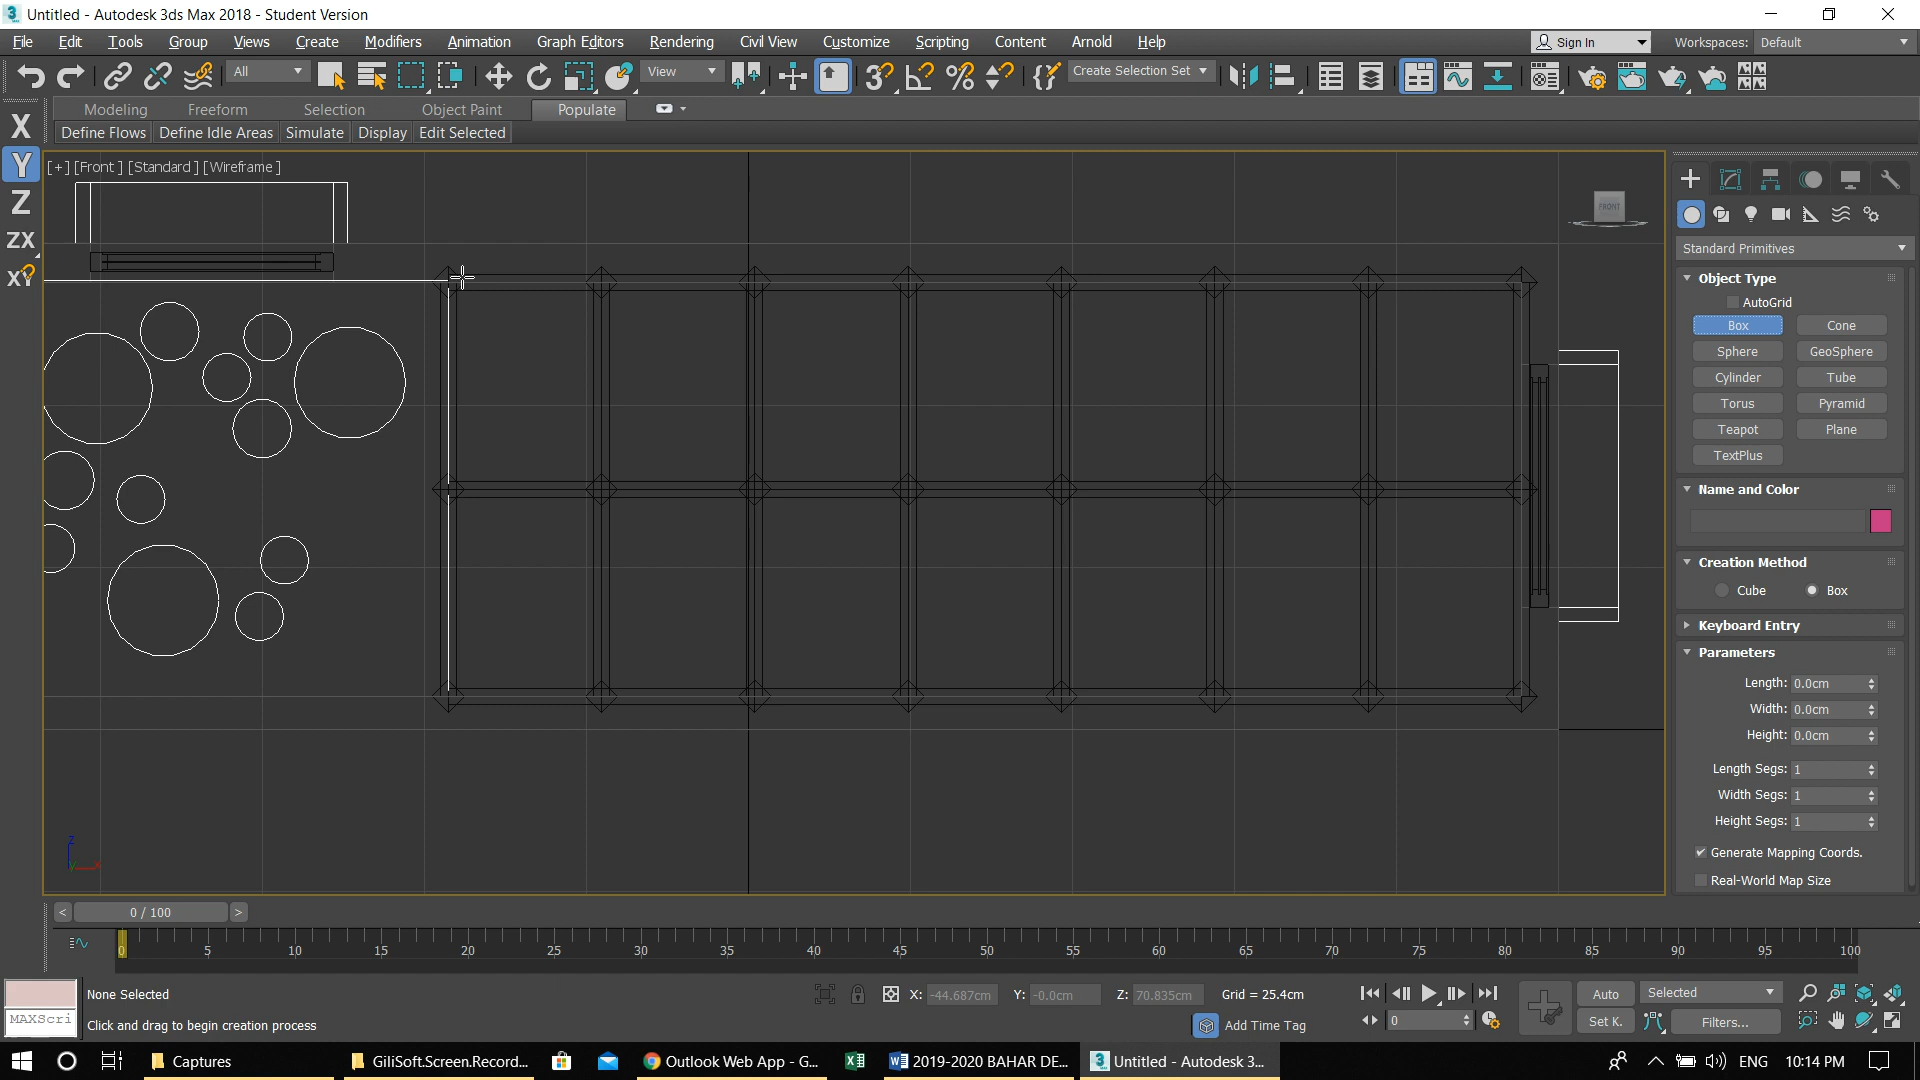 Untitled - Autodesk 3ds Max 2018 - Student Version
File Edit Tools Group Views Create Modifiers Animation Graph Editors Rendering Civil View Customize Scripting Content Arnold Help
Sign In
Workspaces: Default
All
View
Create Selection Set
Modeling Freeform Selection Object Paint Populate
Define Flows Define Idle Areas Simulate Display Edit Selected
X
Y
Z
ZX
XY
[+] [Front ] [Standard ] [Wireframe ]
FRONT
Standard Primitives
Object Type
AutoGrid
Box Cone
Sphere GeoSphere
Cylinder Tube
Torus Pyramid
Teapot Plane
TextPlus
Name and Color
Creation Method
Cube Box
Keyboard Entry
Parameters
Length: 0.0cm
Width: 0.0cm
Height: 0.0cm
Length Segs: 1
Width Segs: 1
Height Segs: 1
Generate Mapping Coords.
Real-World Map Size
z
x
< 0 / 100 >
0 5 10 15 20 25 30 35 40 45 50 55 60 65 70 75 80 85 90 95 100
None Selected
X: -44.687cm Y: -0.0cm Z: 70.835cm Grid = 25.4cm
Auto Selected
MAXScri
Click and drag to begin creation process
Add Time Tag
0
Set K. Filters...
Captures
GiliSoft.Screen.Record...
Outlook Web App - G...
2019-2020 BAHAR DE...
Untitled - Autodesk 3...
ENG 10:14 PM